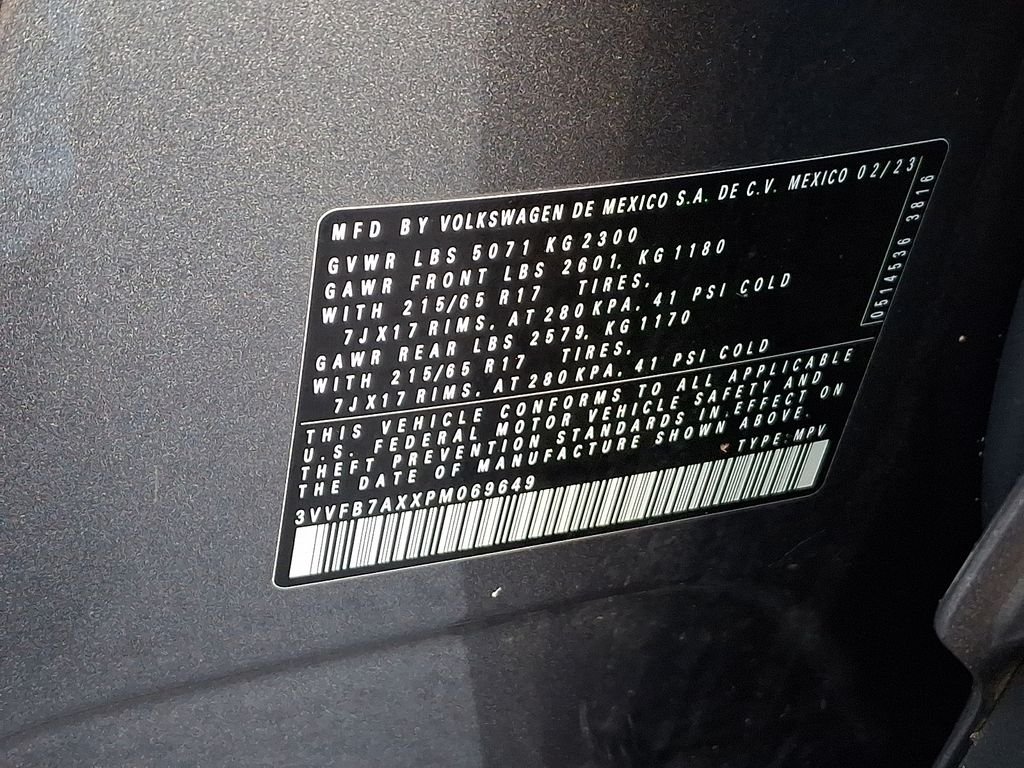 MFD BY VOLKSWAGEN DE MEXICO S.A. DE C.V. MEXICO 02/23
GVWR LBS 5071 KG 2300
GAWR FRONT LBS 2601, KG 1180
WITH 215/65 R17 TIRES,
7JX17 RIMS, AT 280 KPA, 41 PSI COLD
GAWR REAR LBS 2579, KG 1170
WITH 215/65 R17 TIRES,
7JX17 RIMS, AT 280 KPA, 41 PSI COLD
0514536 3816
THIS VEHICLE CONFORMS TO ALL APPLICABLE
U.S. FEDERAL MOTOR VEHICLE SAFETY AND
THEFT PREVENTION STANDARDS IN EFFECT ON
THE DATE OF MANUFACTURE SHOWN ABOVE.
3VVFB7AXXPM069649 TYPE: MPV